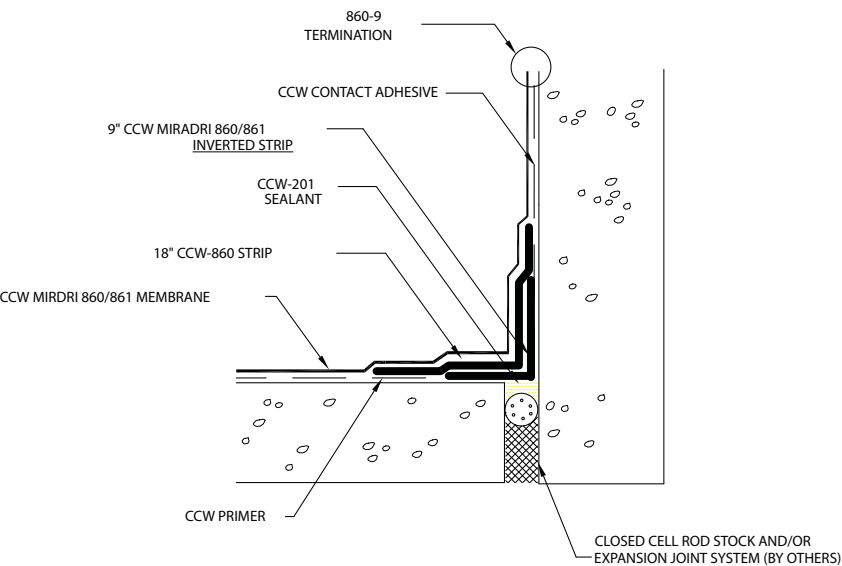 860-9
TERMINATION
CCW CONTACT ADHESIVE
9" CCW MIRADRI 860/861
INVERTED STRIP
CCW-201
SEALANT
18" CCW-860 STRIP
CCW MIRDRI 860/861 MEMBRANE
CCW PRIMER
CLOSED CELL ROD STOCK AND/OR
EXPANSION JOINT SYSTEM (BY OTHERS)